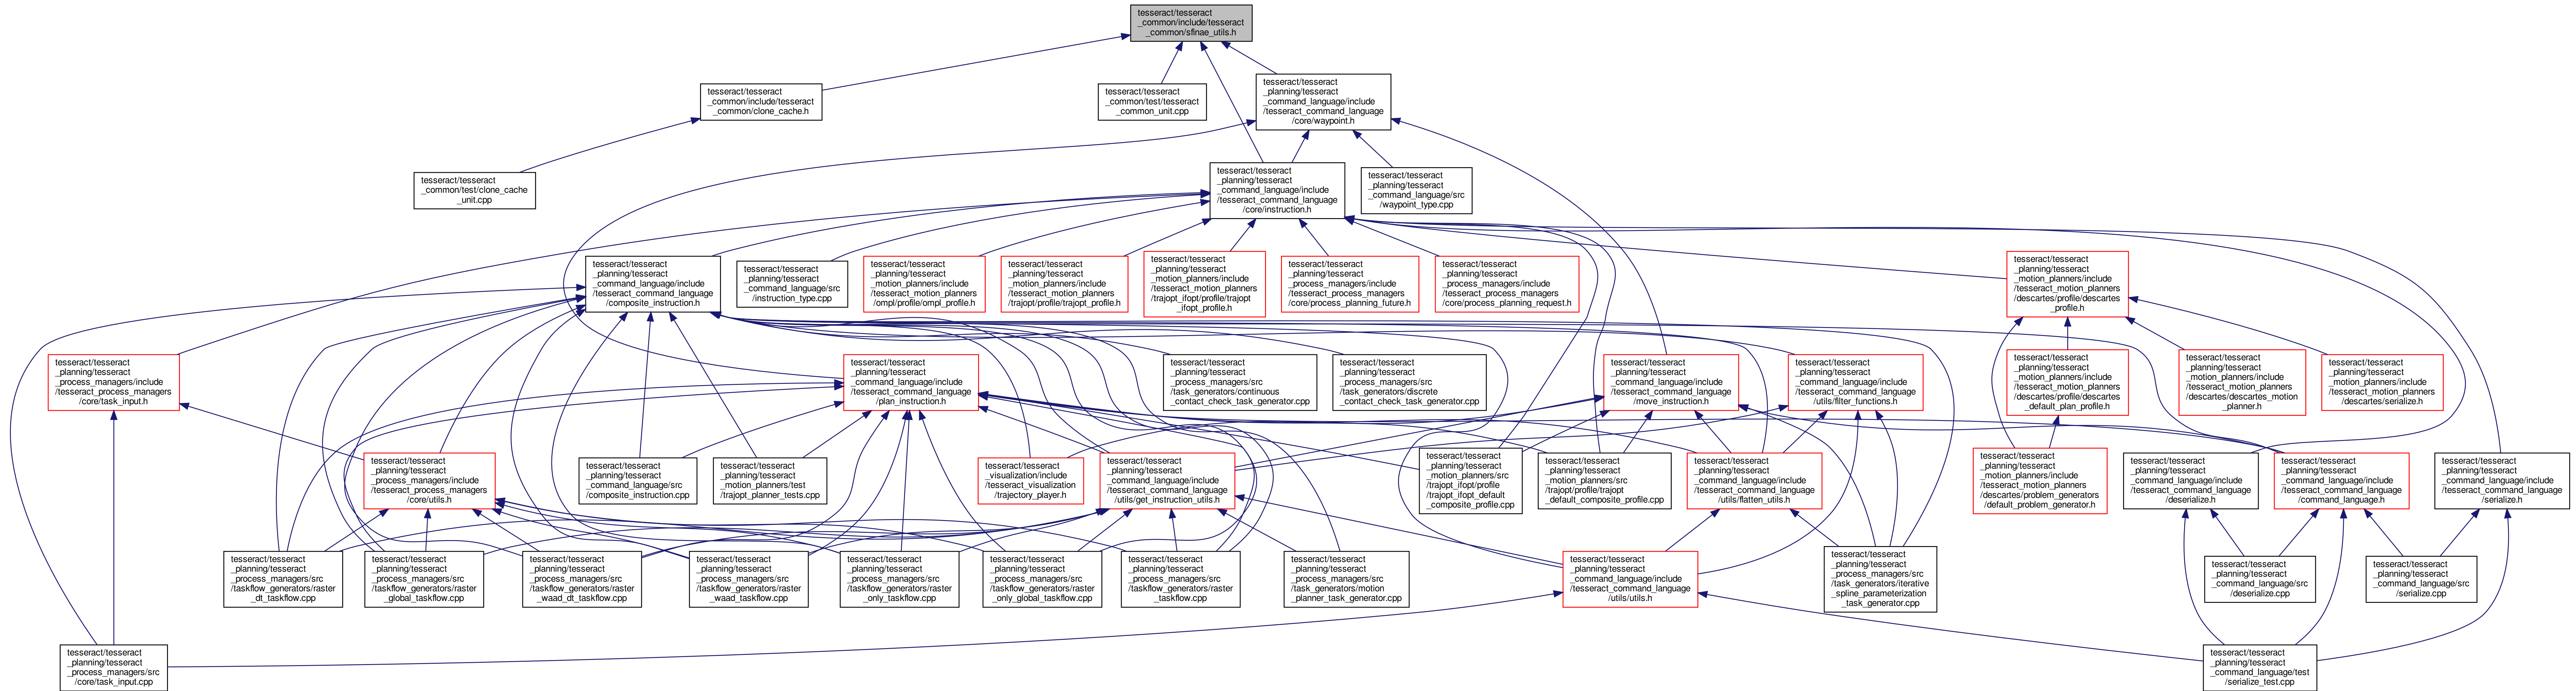 tesseract/tesseract
_common/include/tesseract
_common/sfinae_utils.h
tesseract/tesseract
_common/include/tesseract
_common/clone_cache.h
tesseract/tesseract
_common/test/tesseract
_common_unit.cpp
tesseract/tesseract
_planning/tesseract
_command_language/include
/tesseract_command_language
/core/waypoint.h
tesseract/tesseract
_common/test/clone_cache
_unit.cpp
tesseract/tesseract
_planning/tesseract
_command_language/include
/tesseract_command_language
/core/instruction.h
tesseract/tesseract
_planning/tesseract
_command_language/src
/waypoint_type.cpp
tesseract/tesseract
_planning/tesseract
_command_language/include
/tesseract_command_language
/composite_instruction.h
tesseract/tesseract
_planning/tesseract
_command_language/src
/instruction_type.cpp
tesseract/tesseract
_planning/tesseract
_motion_planners/include
/tesseract_motion_planners
/ompl/profile/ompl_profile.h
tesseract/tesseract
_planning/tesseract
_motion_planners/include
/tesseract_motion_planners
/trajopt/profile/trajopt_profile.h
tesseract/tesseract
_planning/tesseract
_motion_planners/include
/tesseract_motion_planners
/trajopt_ifopt/profile/trajopt
_ifopt_profile.h
tesseract/tesseract
_planning/tesseract
_process_managers/include
/tesseract_process_managers
/core/process_planning_future.h
tesseract/tesseract
_planning/tesseract
_process_managers/include
/tesseract_process_managers
/core/process_planning_request.h
tesseract/tesseract
_planning/tesseract
_motion_planners/include
/tesseract_motion_planners
/descartes/profile/descartes
_profile.h
tesseract/tesseract
_planning/tesseract
_process_managers/include
/tesseract_process_managers
/core/task_input.h
tesseract/tesseract
_planning/tesseract
_command_language/include
/tesseract_command_language
/plan_instruction.h
tesseract/tesseract
_planning/tesseract
_process_managers/src
/task_generators/continuous
_contact_check_task_generator.cpp
tesseract/tesseract
_planning/tesseract
_process_managers/src
/task_generators/discrete
_contact_check_task_generator.cpp
tesseract/tesseract
_planning/tesseract
_command_language/include
/tesseract_command_language
/move_instruction.h
tesseract/tesseract
_planning/tesseract
_command_language/include
/tesseract_command_language
/utils/filter_functions.h
tesseract/tesseract
_planning/tesseract
_motion_planners/include
/tesseract_motion_planners
/descartes/profile/descartes
_default_plan_profile.h
tesseract/tesseract
_planning/tesseract
_motion_planners/include
/tesseract_motion_planners
/descartes/descartes_motion
_planner.h
tesseract/tesseract
_planning/tesseract
_motion_planners/include
/tesseract_motion_planners
/descartes/serialize.h
tesseract/tesseract
_planning/tesseract
_process_managers/include
/tesseract_process_managers
/core/utils.h
tesseract/tesseract
_planning/tesseract
_command_language/src
/composite_instruction.cpp
tesseract/tesseract
_planning/tesseract
_motion_planners/test
/trajopt_planner_tests.cpp
tesseract/tesseract
_visualization/include
/tesseract_visualization
/trajectory_player.h
tesseract/tesseract
_planning/tesseract
_command_language/include
/tesseract_command_language
/utils/get_instruction_utils.h
tesseract/tesseract
_planning/tesseract
_motion_planners/src
/trajopt_ifopt/profile
/trajopt_ifopt_default
_composite_profile.cpp
tesseract/tesseract
_planning/tesseract
_motion_planners/src
/trajopt/profile/trajopt
_default_composite_profile.cpp
tesseract/tesseract
_planning/tesseract
_command_language/include
/tesseract_command_language
/utils/flatten_utils.h
tesseract/tesseract
_planning/tesseract
_motion_planners/include
/tesseract_motion_planners
/descartes/problem_generators
/default_problem_generator.h
tesseract/tesseract
_planning/tesseract
_command_language/include
/tesseract_command_language
/deserialize.h
tesseract/tesseract
_planning/tesseract
_command_language/include
/tesseract_command_language
/command_language.h
tesseract/tesseract
_planning/tesseract
_command_language/include
/tesseract_command_language
/serialize.h
tesseract/tesseract
_planning/tesseract
_process_managers/src
/taskflow_generators/raster
_dt_taskflow.cpp
tesseract/tesseract
_planning/tesseract
_process_managers/src
/taskflow_generators/raster
_global_taskflow.cpp
tesseract/tesseract
_planning/tesseract
_process_managers/src
/taskflow_generators/raster
_waad_dt_taskflow.cpp
tesseract/tesseract
_planning/tesseract
_process_managers/src
/taskflow_generators/raster
_waad_taskflow.cpp
tesseract/tesseract
_planning/tesseract
_process_managers/src
/taskflow_generators/raster
_only_taskflow.cpp
tesseract/tesseract
_planning/tesseract
_process_managers/src
/taskflow_generators/raster
_only_global_taskflow.cpp
tesseract/tesseract
_planning/tesseract
_process_managers/src
/taskflow_generators/raster
_taskflow.cpp
tesseract/tesseract
_planning/tesseract
_process_managers/src
/task_generators/motion
_planner_task_generator.cpp
tesseract/tesseract
_planning/tesseract
_command_language/include
/tesseract_command_language
/utils/utils.h
tesseract/tesseract
_planning/tesseract
_process_managers/src
/task_generators/iterative
_spline_parameterization
_task_generator.cpp
tesseract/tesseract
_planning/tesseract
_command_language/src
/deserialize.cpp
tesseract/tesseract
_planning/tesseract
_command_language/src
/serialize.cpp
tesseract/tesseract
_planning/tesseract
_process_managers/src
/core/task_input.cpp
tesseract/tesseract
_planning/tesseract
_command_language/test
/serialize_test.cpp